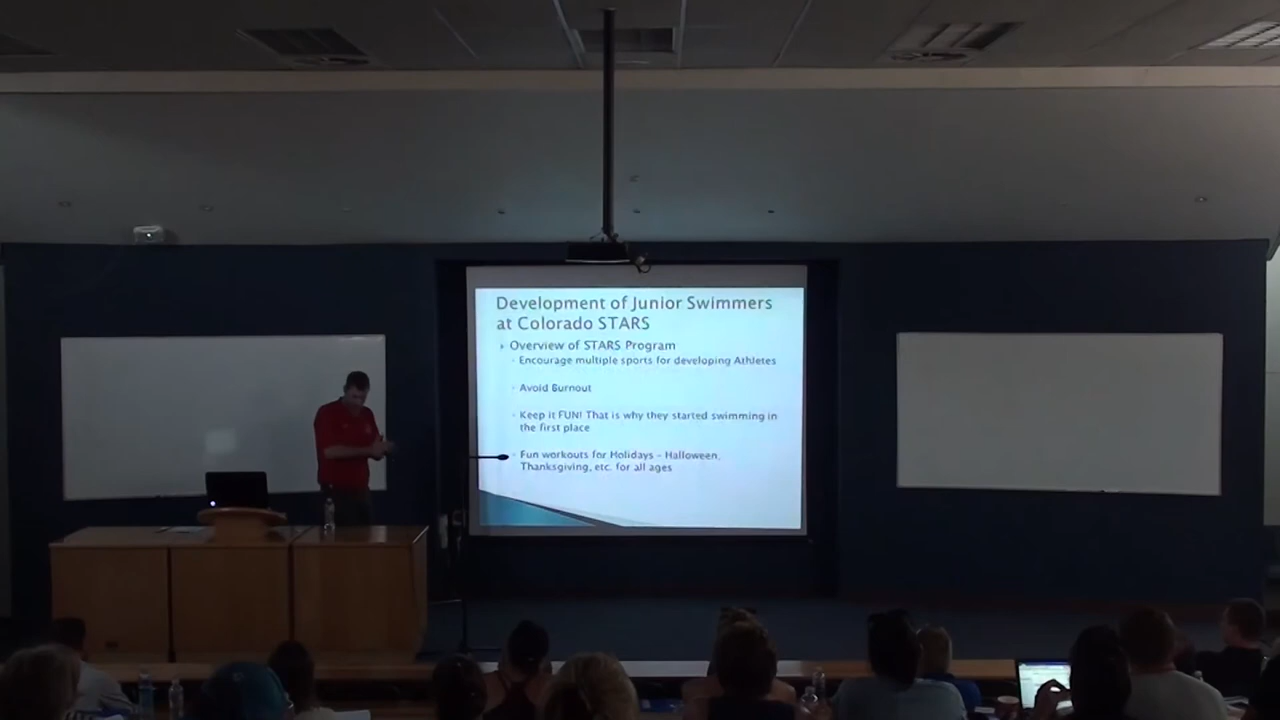 Development of Junior Swimmers
at Colorado STARS
Overview of STARS Program
Encourage multiple sports for developing Athletes
Avoid Burnout
Keep it FUN! That is why they started swimming in
the first place
Fun workouts for Holidays - Halloween,
Thanksgiving, etc. for all ages